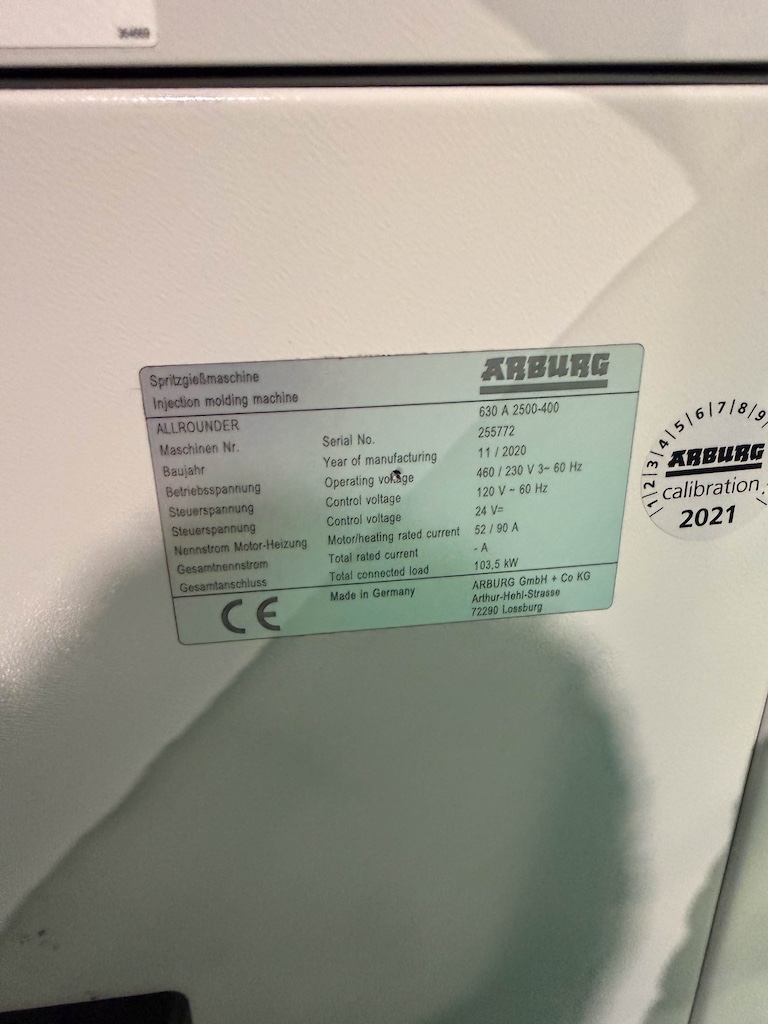 364669
Spritzgießmaschine
Injection molding machine
ARBURG
ALLROUNDER 630 A 2500-400
Maschinen Nr. Serial No. 255772
Baujahr Year of manufacturing 11 / 2020
Betriebsspannung Operating voltage 460 / 230 V 3~ 60 Hz
Steuerspannung Control voltage 120 V ~ 60 Hz
Steuerspannung Control voltage 24 V=
Nennstrom Motor-Heizung Motor/heating rated current 52 / 90 A
Gesamtnennstrom Total rated current - A
Gesamtanschluss Total connected load 103,5 kW
CE
Made in Germany
ARBURG GmbH + Co KG
Arthur-Hehl-Strasse
72290 Lossburg
1/2/3/4/5/6/7/8/9
ARBURG
calibration
2021